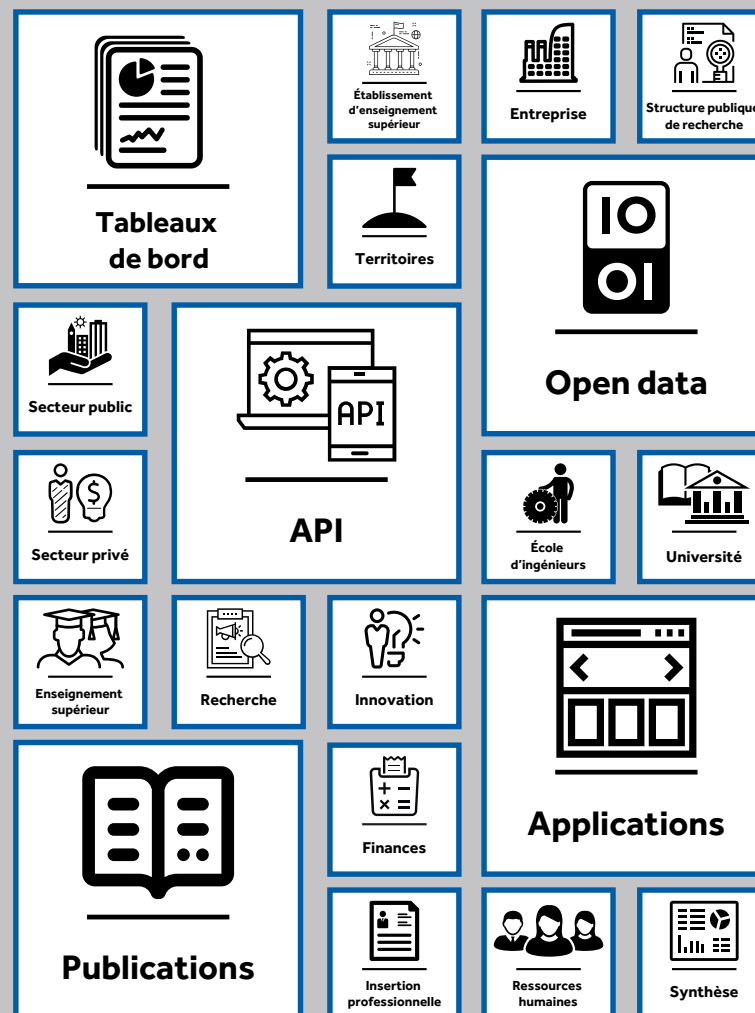 Tableaux
de bord
Établissement
d'enseignement
supérieur
Entreprise
Structure publique
de recherche
Territoires
IO
OI
Open data
Secteur public
API
API
Secteur privé
$
École
d'ingénieurs
Université
Enseignement
supérieur
Recherche
Innovation
Finances
Applications
Publications
Insertion
professionnelle
Ressources
humaines
Synthèse